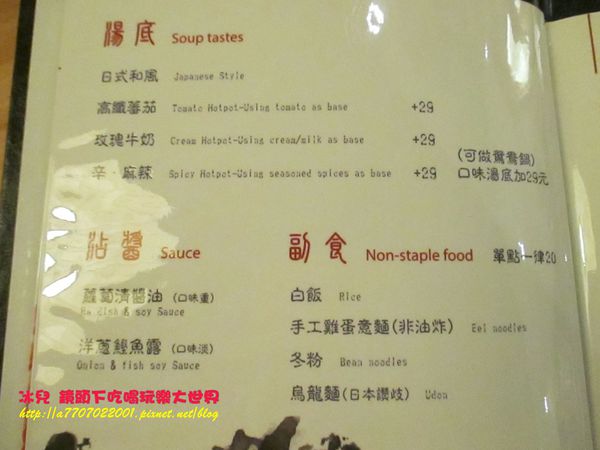 湯底 Soup tastes
日式和風 Japanese Style
高纖蕃茄 Tomato Hotpot-Using tomato as base +29
玫瑰牛奶 Cream Hotpot-Using cream/milk as base +29
(可做鴛鴦鍋)
辛．麻辣 Spicy Hotpot-Using seasoned spices as base +29 口味湯底加29元
沾醬 Sauce
蘿蔔清醬油 (口味重)
Radish & soy Sauce
洋蔥鰹魚露 (口味淡)
Onion & fish soy Sauce
副食 Non-staple food 單點一律20
白飯 Rice
手工雞蛋意麵(非油炸) Eei noodles
冬粉 Bean noodles
烏龍麵(日本讚歧) Udon
冰兒 鏡頭下吃喝玩樂大世界
http://a7707022001.pixnet.net/blog